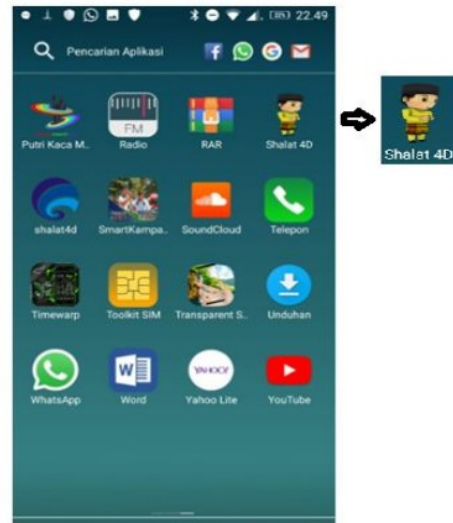 22.49
Pencarian Aplikasi
FM
Putri Kaca M..
Radio
RAR
Shalat 4D
Shalat 4D
shalat4d
SmartKampa..
SoundCloud
Telepon
Timewarp
Toolkit SIM
Transparent S..
Unduhan
W
YAHOO!
WhatsApp
Word
Yahoo Lite
YouTube